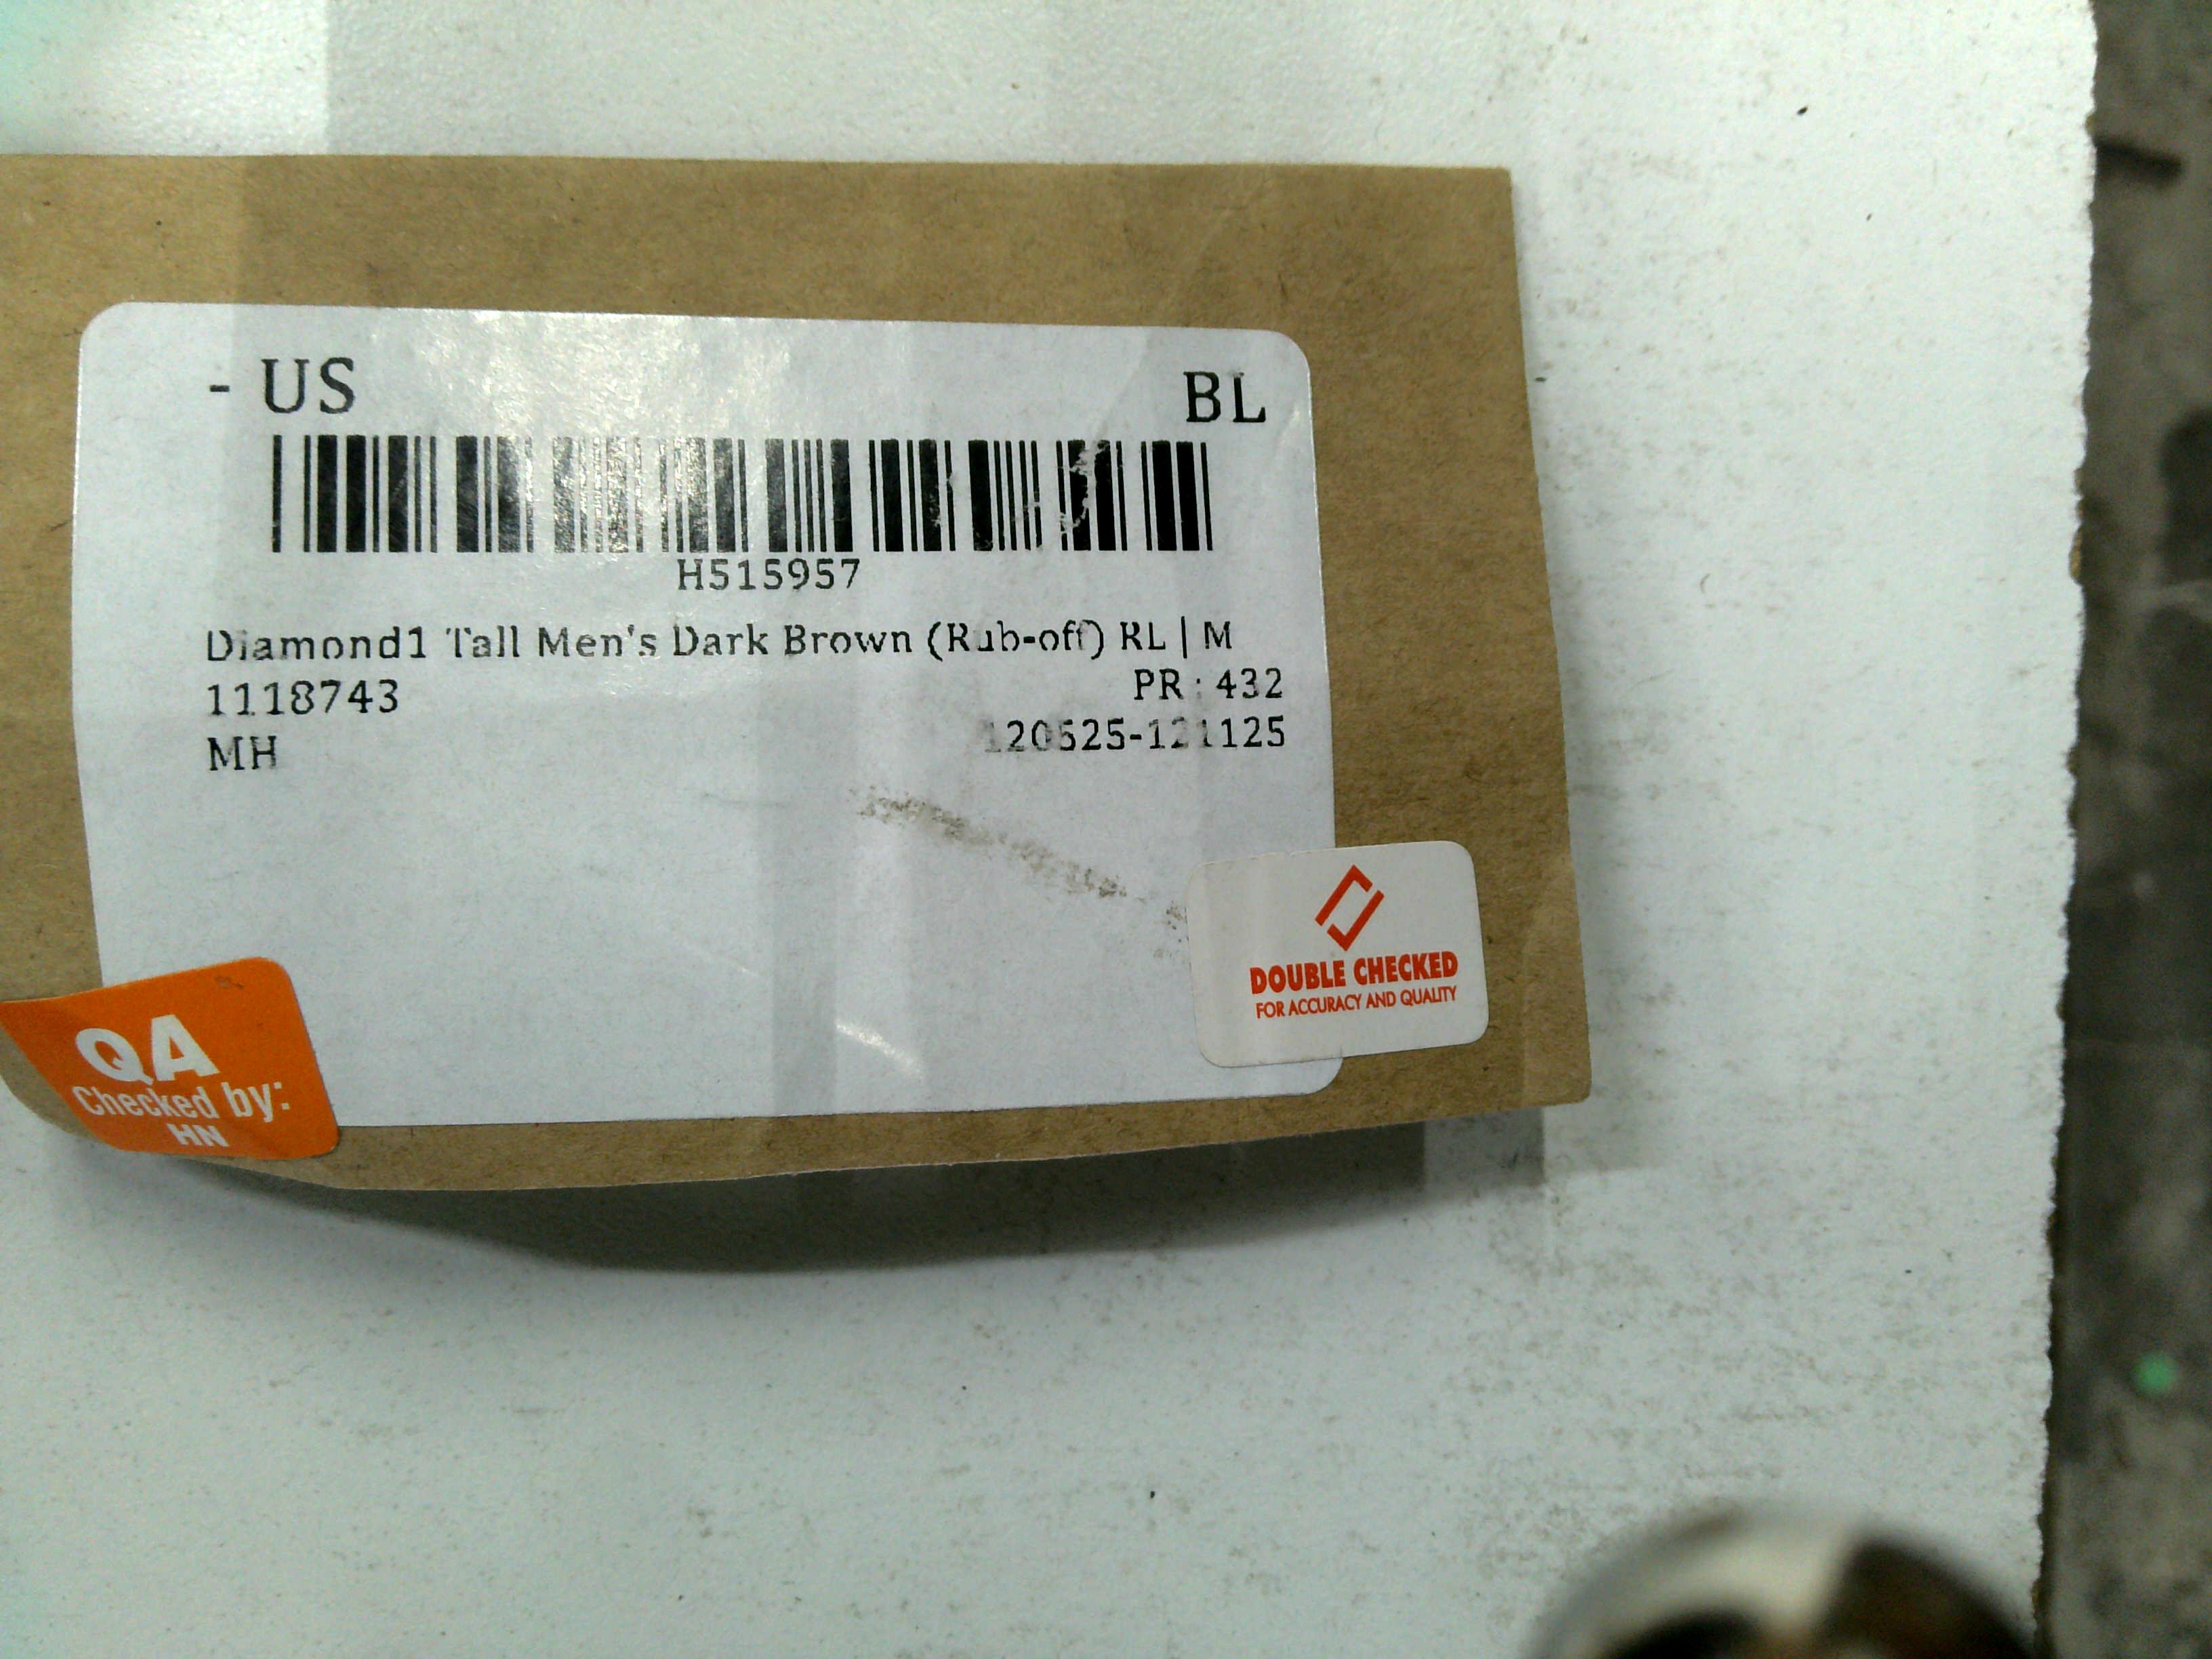 - US BL
H515957
Diamond1 Tall Men's Dark Brown (Rub-off) RL | M
1118743 PR : 432
MH 120525-121125
DOUBLE CHECKED
FOR ACCURACY AND QUALITY
QA
Checked by:
HN